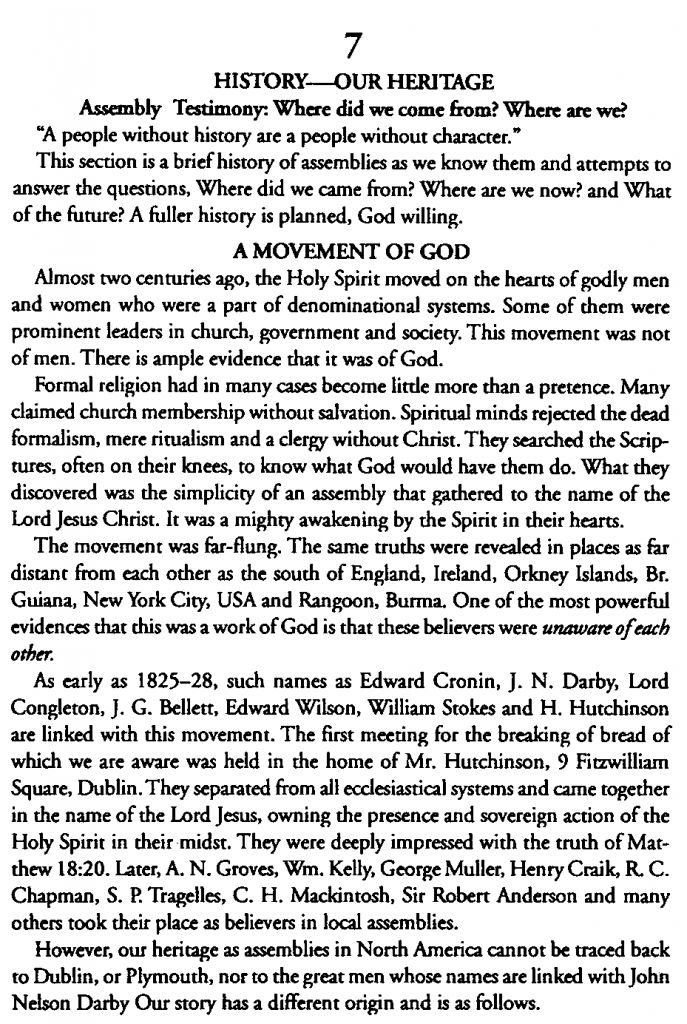 7
HISTORY—OUR HERITAGE
Assembly Testimony: Where did we come from? Where are we?
“A people without history are a people without character.”
This section is a brief history of assemblies as we know them and attempts to
answer the questions, Where did we came from? Where are we now? and What
of the future? A fuller history is planned, God willing.
A MOVEMENT OF GOD
Almost two centuries ago, the Holy Spirit moved on the hearts of godly men
and women who were a part of denominational systems. Some of them were
prominent leaders in church, government and society. This movement was not
of men. There is ample evidence that it was of God.
Formal religion had in many cases become little more than a pretence. Many
claimed church membership without salvation. Spiritual minds rejected the dead
formalism, mere ritualism and a clergy without Christ. They searched the Scrip-
tures, often on their knees, to know what God would have them do. What they
discovered was the simplicity of an assembly that gathered to the name of the
Lord Jesus Christ. It was a mighty awakening by the Spirit in their hearts.
The movement was far-flung. The same truths were revealed in places as far
distant from each other as the south of England, Ireland, Orkney Islands, Br.
Guiana, New York City, USA and Rangoon, Burma. One of the most powerful
evidences that this was a work of God is that these believers were unaware of each
other.
As early as 1825–28, such names as Edward Cronin, J. N. Darby, Lord
Congleton, J. G. Bellett, Edward Wilson, William Stokes and H. Hutchinson
are linked with this movement. The first meeting for the breaking of bread of
which we are aware was held in the home of Mr. Hutchinson, 9 Fitzwilliam
Square, Dublin. They separated from all ecclesiastical systems and came together
in the name of the Lord Jesus, owning the presence and sovereign action of the
Holy Spirit in their midst. They were deeply impressed with the truth of Mat-
thew 18:20. Later, A. N. Groves, Wm. Kelly, George Muller, Henry Craik, R. C.
Chapman, S. P. Tragelles, C. H. Mackintosh, Sir Robert Anderson and many
others took their place as believers in local assemblies.
However, our heritage as assemblies in North America cannot be traced back
to Dublin, or Plymouth, nor to the great men whose names are linked with John
Nelson Darby Our story has a different origin and is as follows.